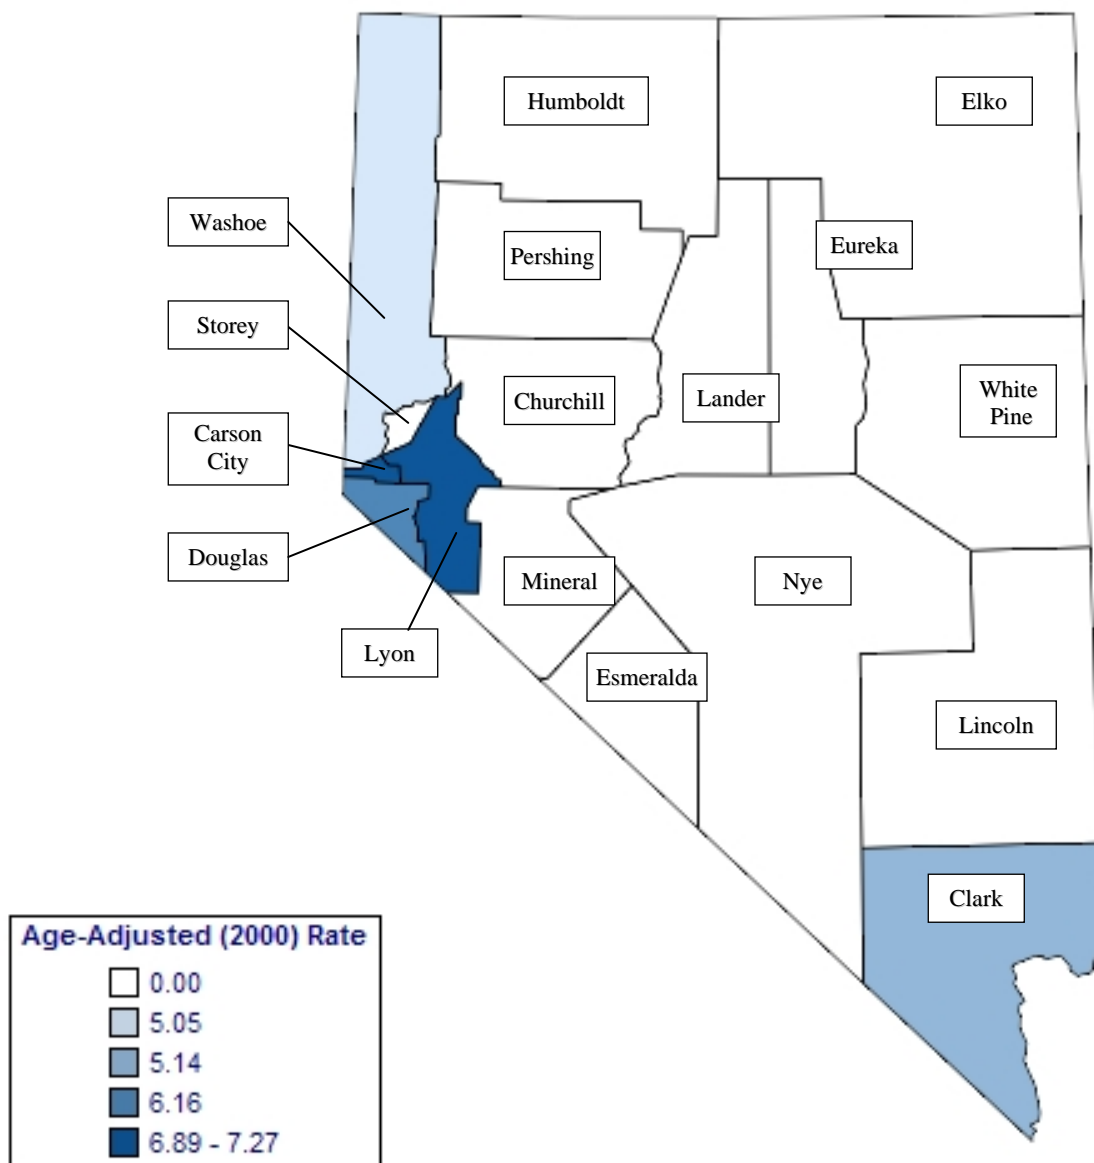 Humboldt
Elko
Washoe
Pershing
Eureka
Storey
Churchill
Lander
White
Pine
Carson
City
Douglas
Mineral
Nye
Lyon
Esmeralda
Lincoln
Clark
Age-Adjusted (2000) Rate
0.00
5.05
5.14
6.16
6.89 - 7.27